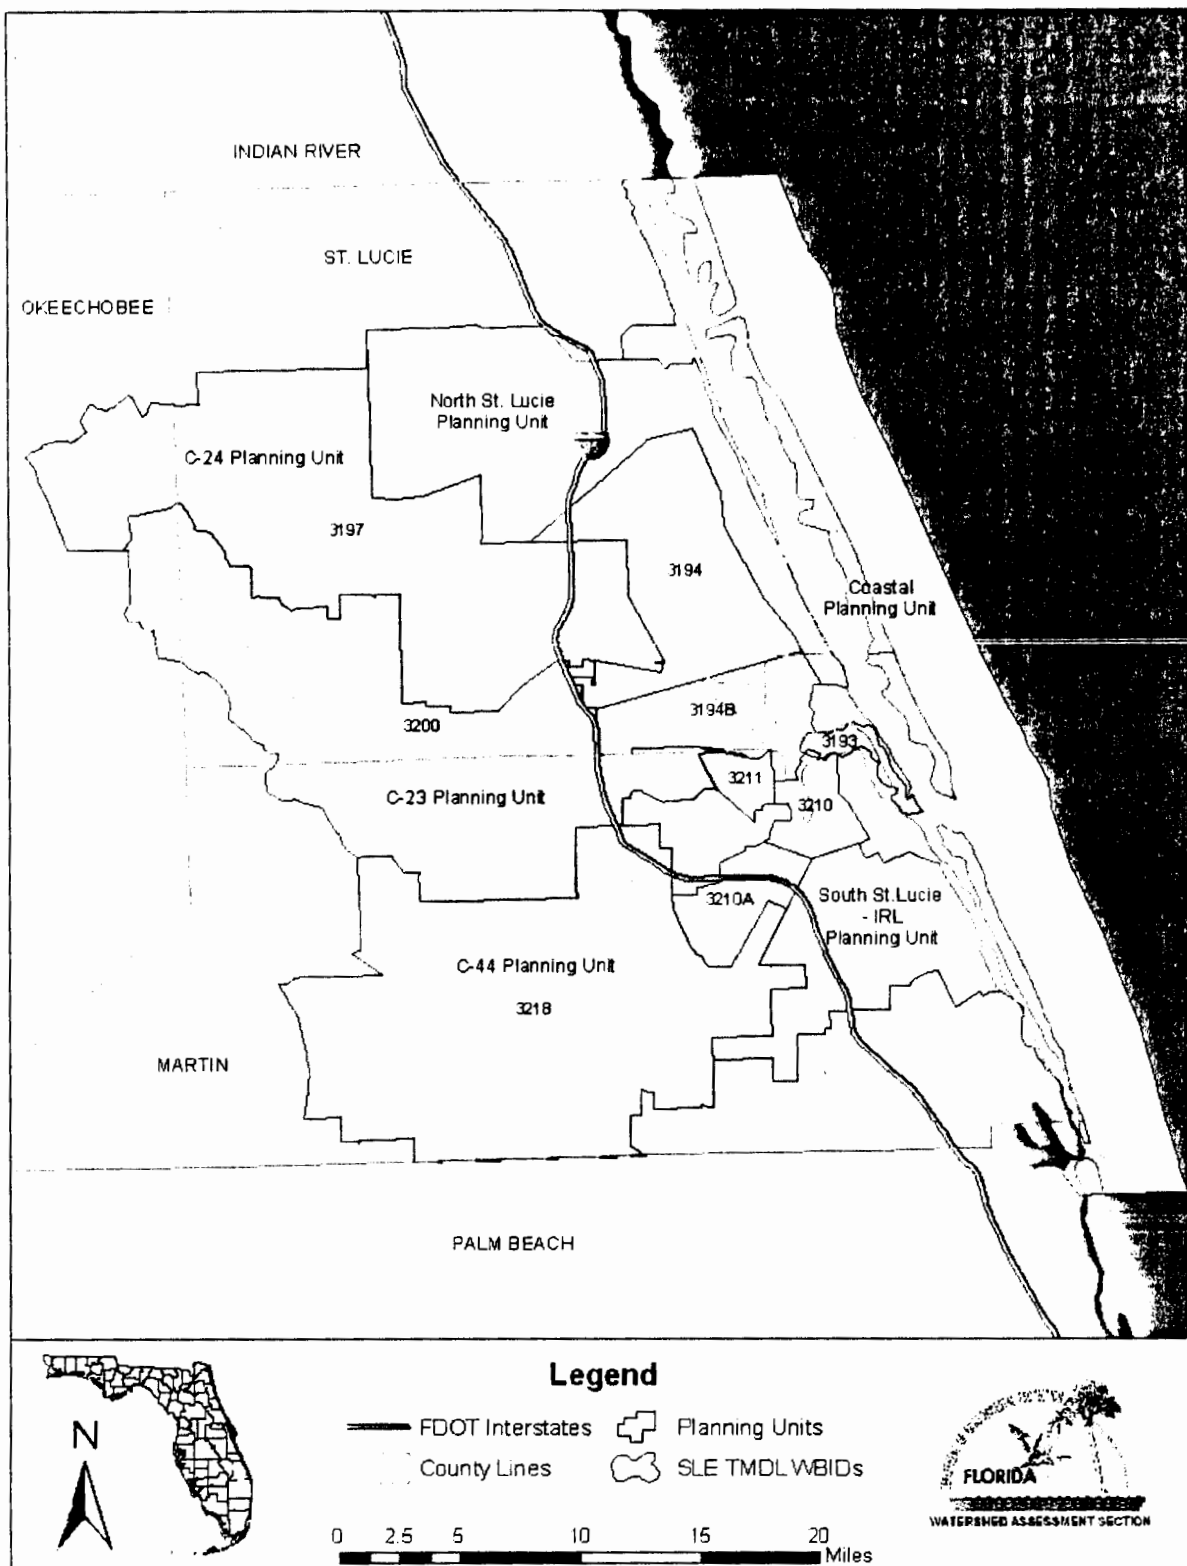 INDIAN RIVER
ST. LUCIE
OKEECHOBEE
North St. Lucie
Planning Unit
C-24 Planning Unit
3197
3194
Coastal
Planning Unit
3194B
3200
3193
3211
C-23 Planning Unit
3210
3210A
South St.Lucie
- IRL
Planning Unit
C-44 Planning Unit
3218
MARTIN
PALM BEACH
Legend
N
FDOT Interstates
Planning Units
County Lines
SLE TMDL WBIDs
FLORIDA
WATERSHED ASSESSMENT SECTION
0 2.5 5 10 15 20
Miles